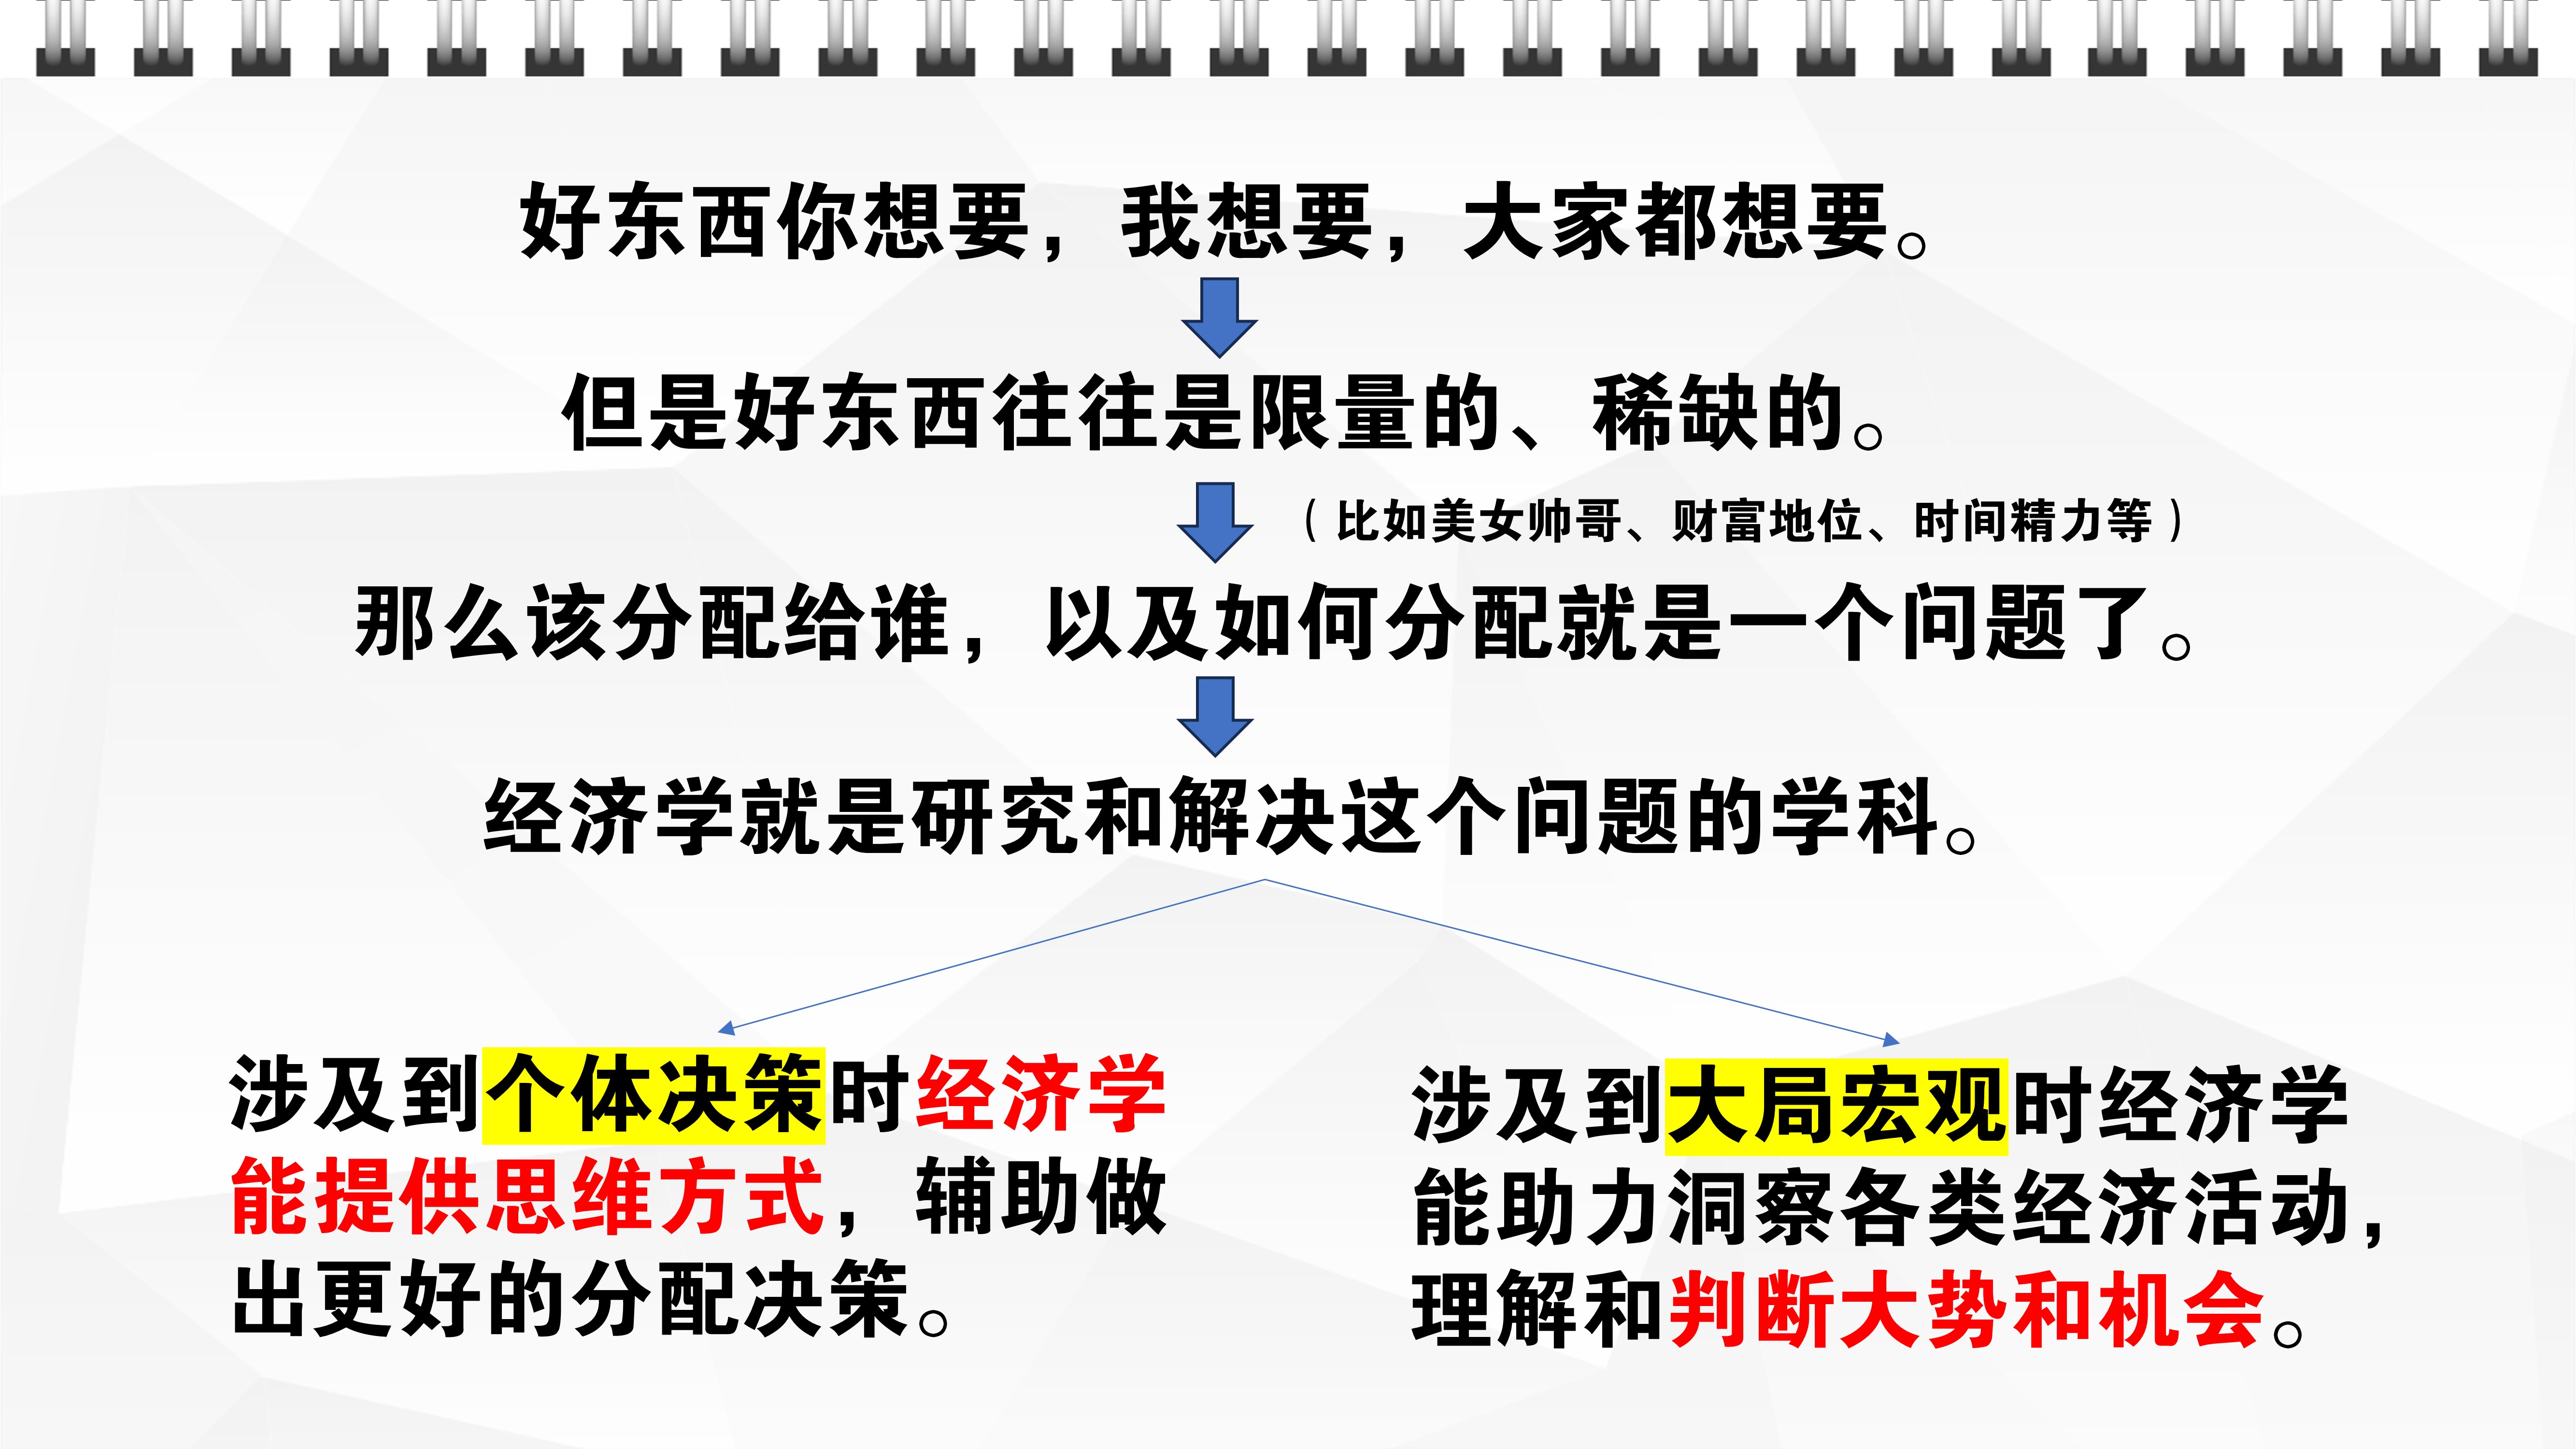 好东西你想要，我想要，大家都想要。
但是好东西往往是限量的、稀缺的。
（比如美女帅哥、财富地位、时间精力等）
那么该分配给谁，以及如何分配就是一个问题了。
经济学就是研究和解决这个问题的学科。
涉及到个体决策时经济学
能提供思维方式，辅助做
出更好的分配决策。
涉及到大局宏观时经济学
能助力洞察各类经济活动，
理解和判断大势和机会。